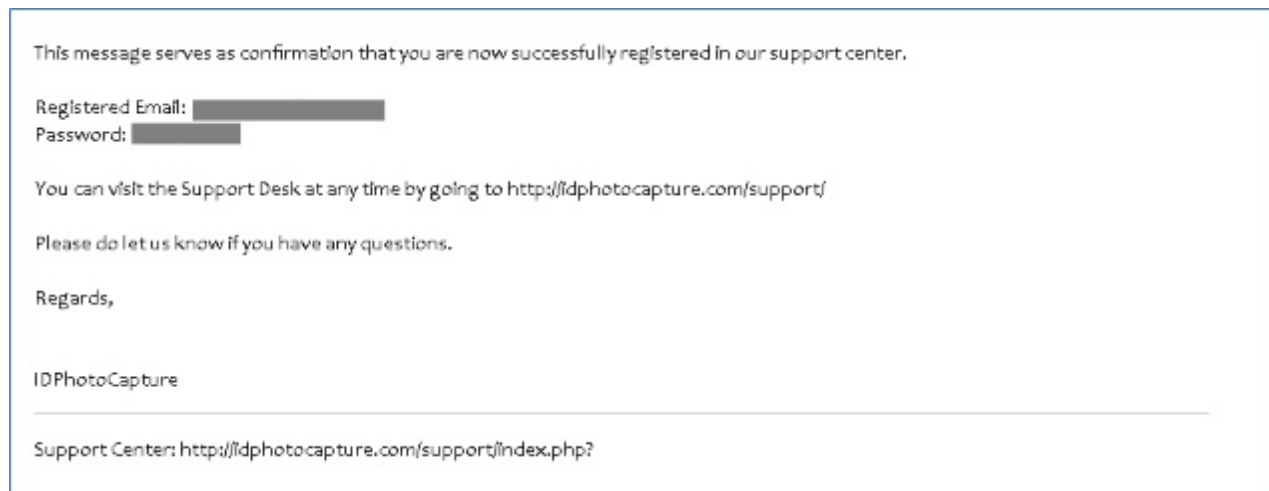 This message serves as confirmation that you are now successfully registered in our support center.
Registered Email:
Password:
You can visit the Support Desk at any time by going to http://idphotocapture.com/support/
Please do let us know if you have any questions.
Regards,
IDPhotoCapture
Support Center: http://idphotocapture.com/support/index.php?